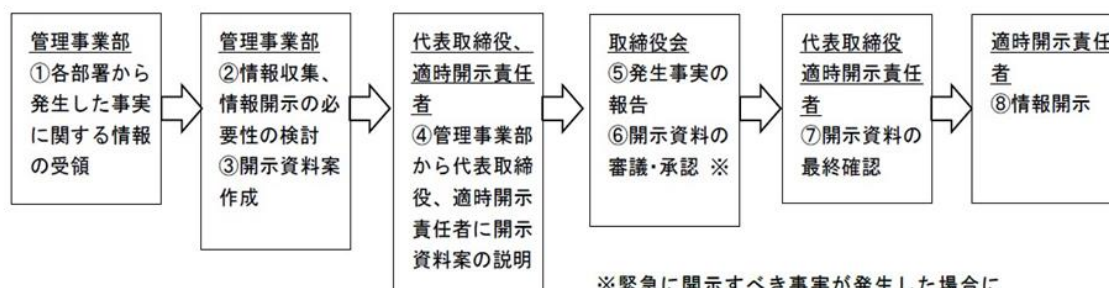 管理事業部
①各部署から
発生した事実
に関する情報
の受領
管理事業部
②情報収集、
情報開示の必
要性の検討
③開示資料案
作成
代表取締役、
適時開示責任
者
④管理事業部
から代表取締
役、適時開示
責任者に開示
資料案の説明
取締役会
⑤発生事実の
報告
⑥開示資料の
審議・承認 ※
代表取締役
適時開示責任
者
⑦開示資料の
最終確認
適時開示責任
者
⑧情報開示
※緊急に開示すべき事実が発生した場合に